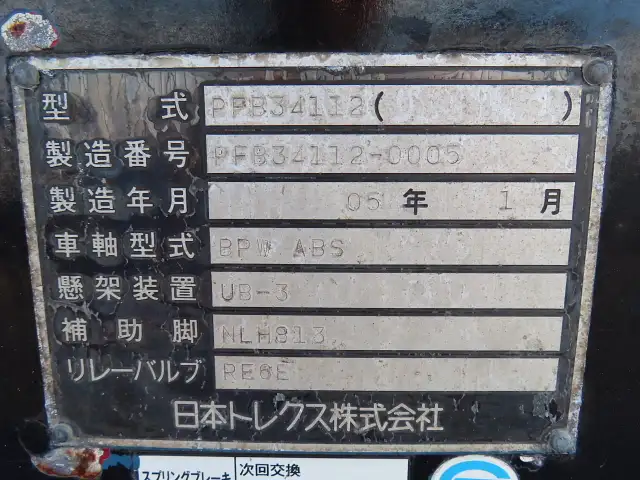 型式 PFB34112( )
製造番号 PFB34112-0005
製造年月 05年 1月
車軸型式 BPW ABS
懸架装置 UB-3
補助脚 NLH813
リレーバルブ RE6E
日本トレクス株式会社
スプリングブレーキ 次回交換